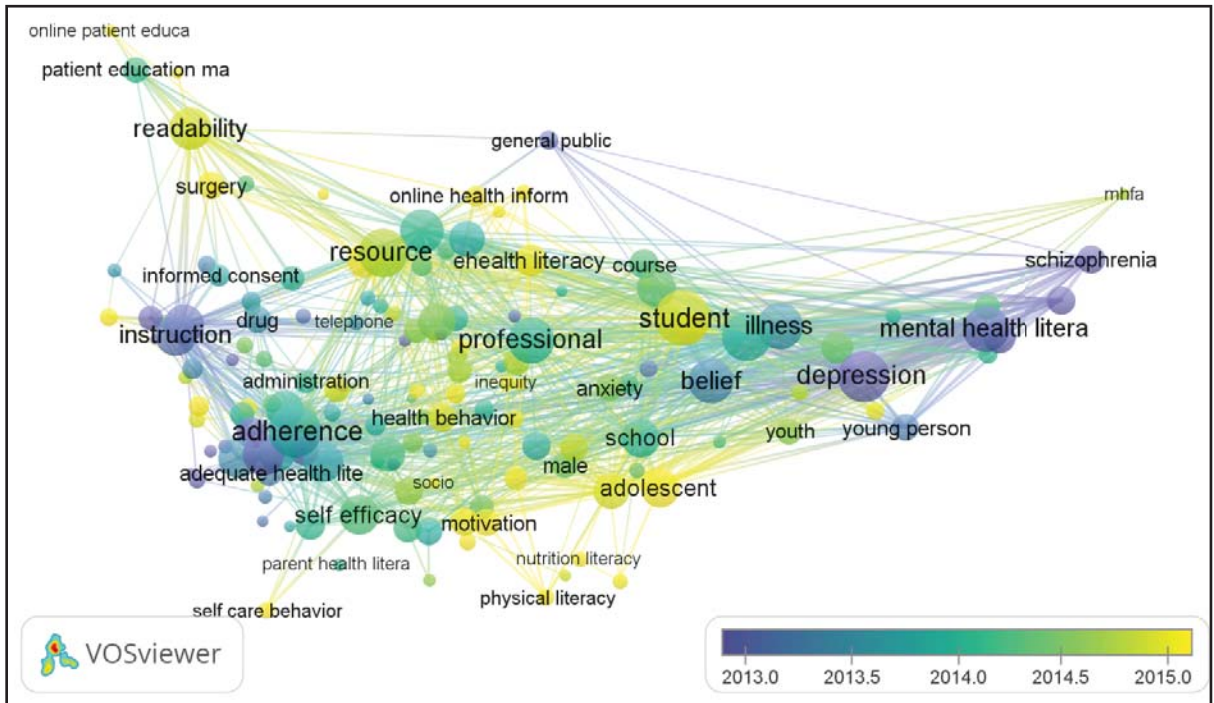 online patient educa
patient education ma
readability
general public
surgery
online health inform
mhfa
resource
ehealth literacy
course
schizophrenia
informed consent
instruction
drug
telephone
professional
student
illness
mental health litera
administration
inequity
anxiety
belief
depression
health behavior
adherence
school
youth
young person
adequate health lite
socio
male
adolescent
self efficacy
motivation
parent health litera
nutrition literacy
self care behavior
physical literacy
VOSviewer
2013.0 2013.5 2014.0 2014.5 2015.0